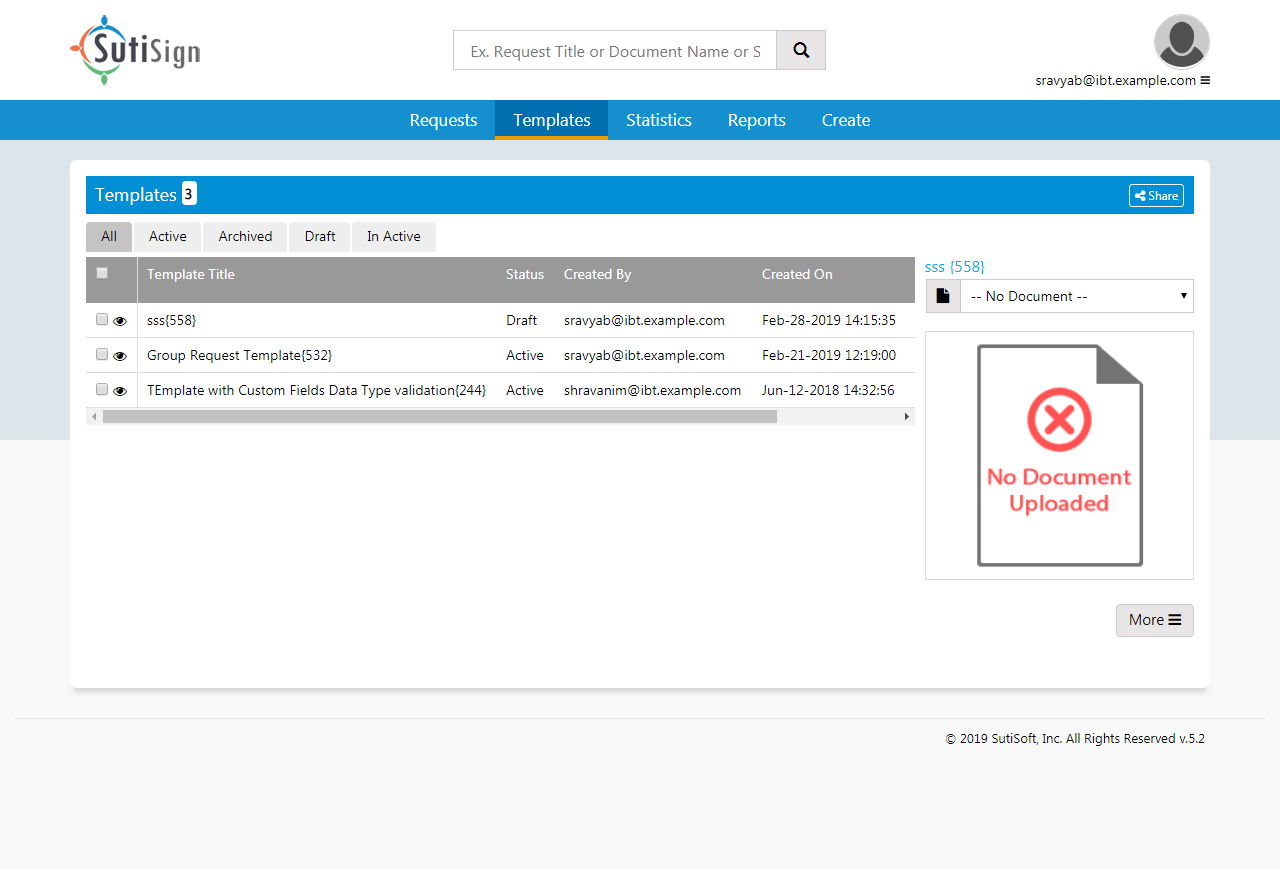 SutiSign
Ex. Request Title or Document Name or S
sravyab@ibt.example.com
Requests Templates Statistics Reports Create
Templates 3 Share
All Active Archived Draft In Active
Template Title Status Created By Created On
sss{558} Draft sravyab@ibt.example.com Feb-28-2019 14:15:35
Group Request Template{532} Active sravyab@ibt.example.com Feb-21-2019 12:19:00
TEmplate with Custom Fields Data Type validation{244} Active shravanim@ibt.example.com Jun-12-2018 14:32:56
sss {558}
-- No Document --
No Document
Uploaded
More
© 2019 SutiSoft, Inc. All Rights Reserved v.5.2